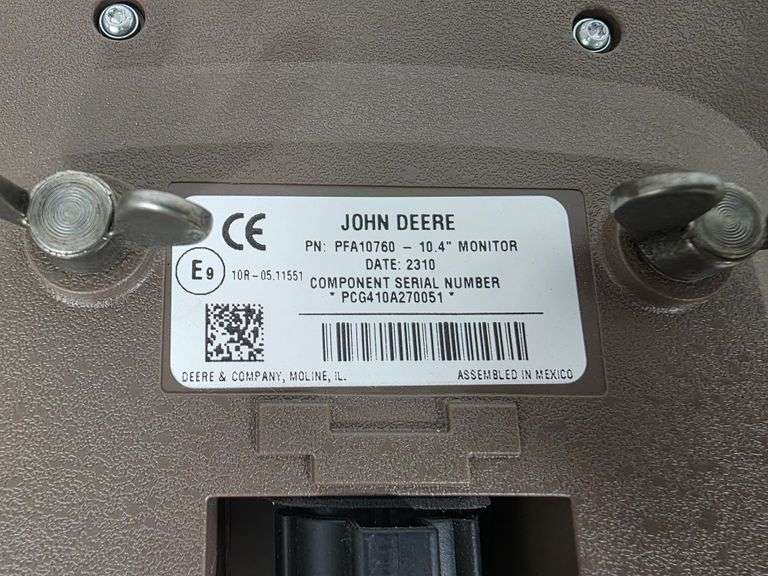 CE
JOHN DEERE
PN: PFA10760 - 10.4" MONITOR
DATE: 2310
E9
10R-05.11551
COMPONENT SERIAL NUMBER
* PCG410A270051 *
DEERE & COMPANY, MOLINE, IL.
ASSEMBLED IN MEXICO